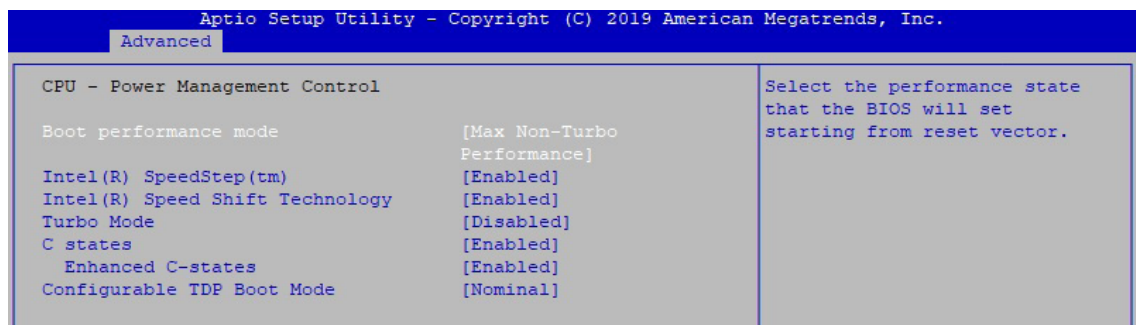 Aptio Setup Utility - Copyright (C) 2019 American Megatrends, Inc.
Advanced
CPU - Power Management Control
Boot performance mode [Max Non-Turbo
Performance]
Intel(R) SpeedStep(tm) [Enabled]
Intel(R) Speed Shift Technology [Enabled]
Turbo Mode [Disabled]
C states [Enabled]
Enhanced C-states [Enabled]
Configurable TDP Boot Mode [Nominal]
Select the performance state
that the BIOS will set
starting from reset vector.